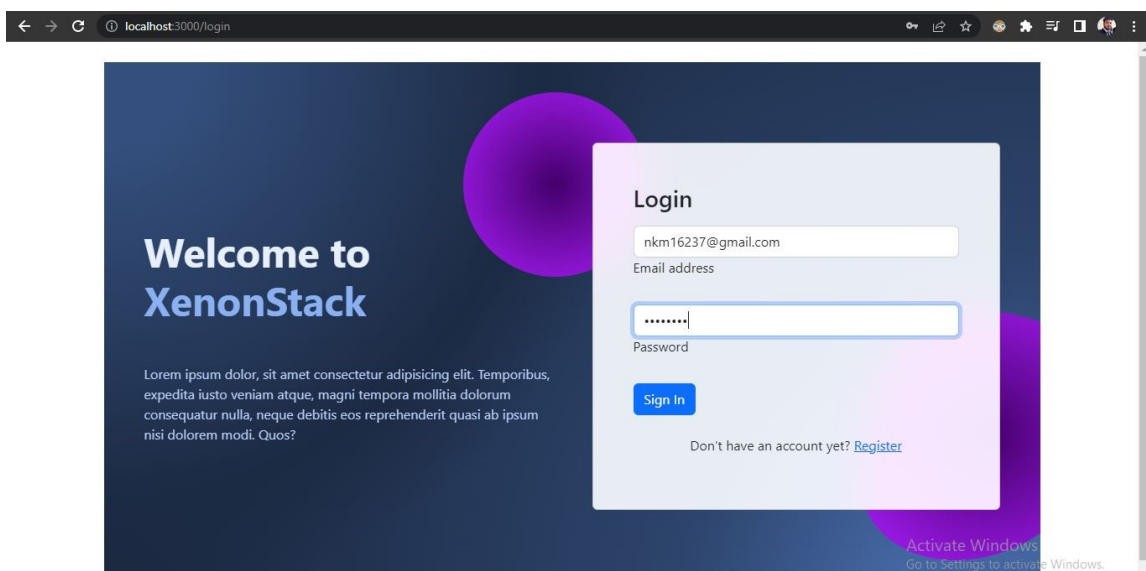 localhost:3000/login
Welcome to
XenonStack
Lorem ipsum dolor, sit amet consectetur adipisicing elit. Temporibus,
expedita iusto veniam atque, magni tempora mollitia dolorum
consequatur nulla, neque debitis eos reprehenderit quasi ab ipsum
nisi dolorem modi. Quos?
Login
nkm16237@gmail.com
Email address
••••••••
Password
Sign In
Don't have an account yet? Register
Activate Windows
Go to Settings to activate Windows.